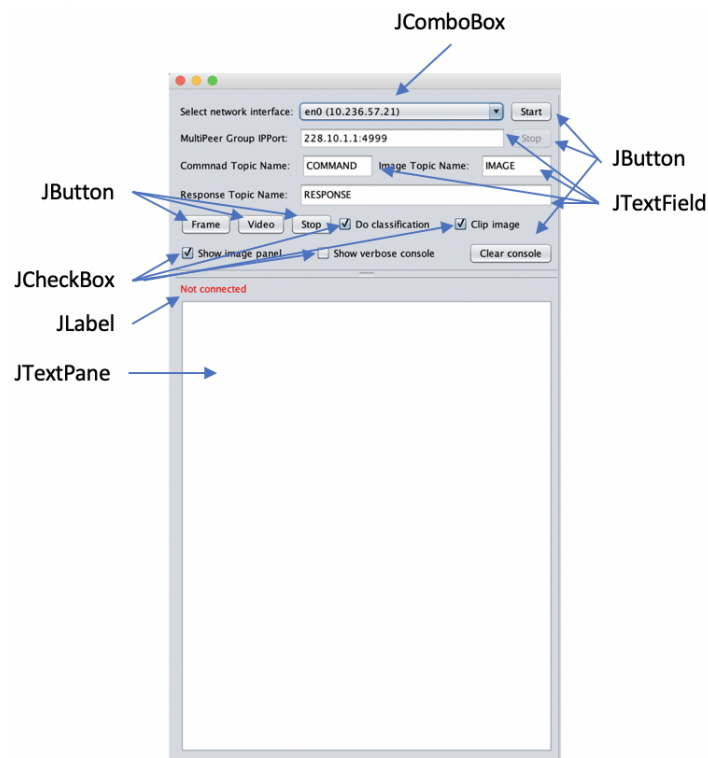 JComboBox
Select network interface: en0 (10.236.57.21) Start
MultiPeer Group IPPort: 228.10.1.1:4999 Stop
JButton
Commnad Topic Name: COMMAND Image Topic Name: IMAGE
JButton
Response Topic Name: RESPONSE
JTextField
Frame Video Stop Do classification Clip image
Show image panel Show verbose console Clear console
JCheckBox
Not connected
JLabel
JTextPane